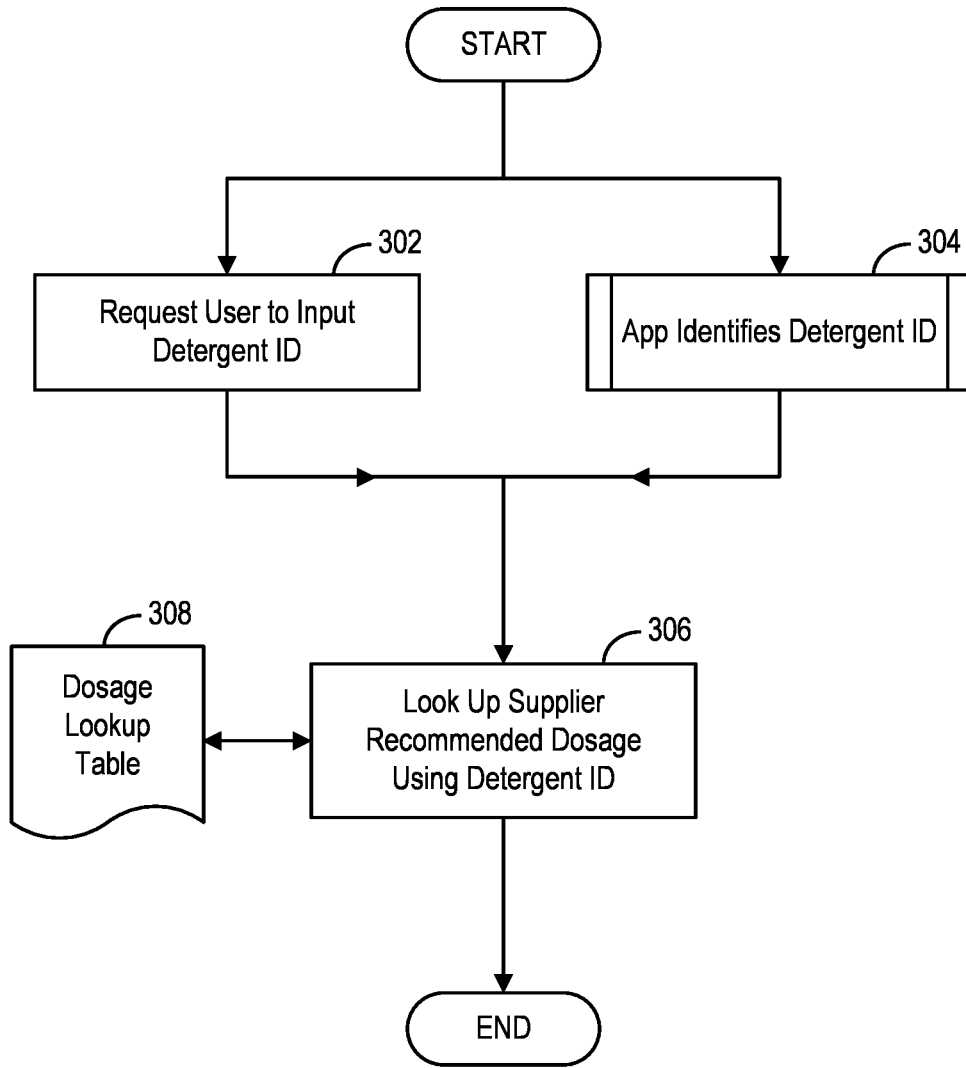 START
302
304
Request User to Input
Detergent ID
App Identifies Detergent ID
308
306
Dosage
Lookup
Table
Look Up Supplier
Recommended Dosage
Using Detergent ID
END